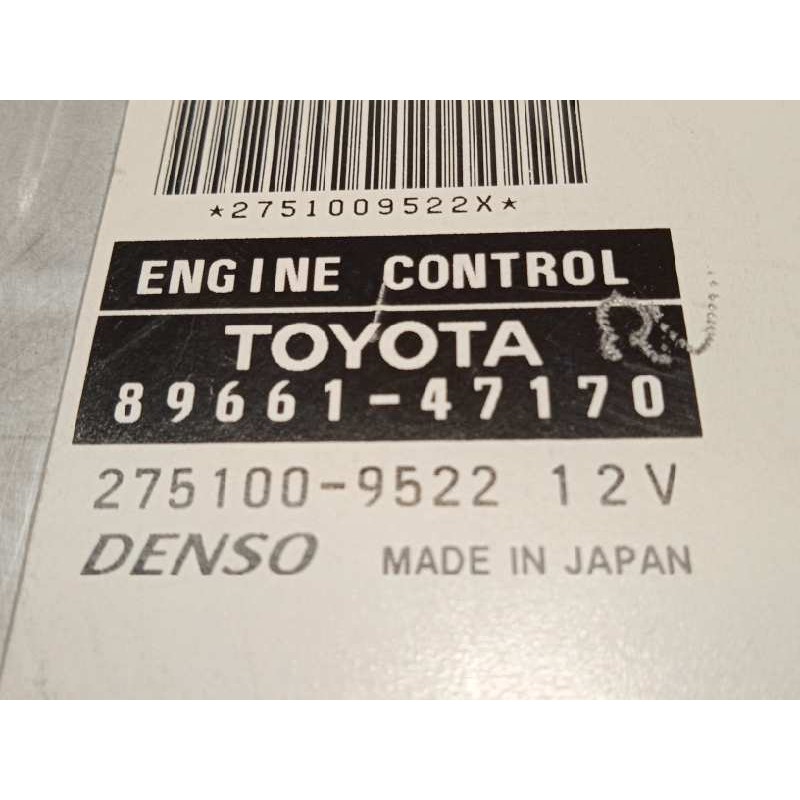 *2751009522X*
ENGINE CONTROL
TOYOTA
89661-47170
275100-9522 12V
DENSO MADE IN JAPAN